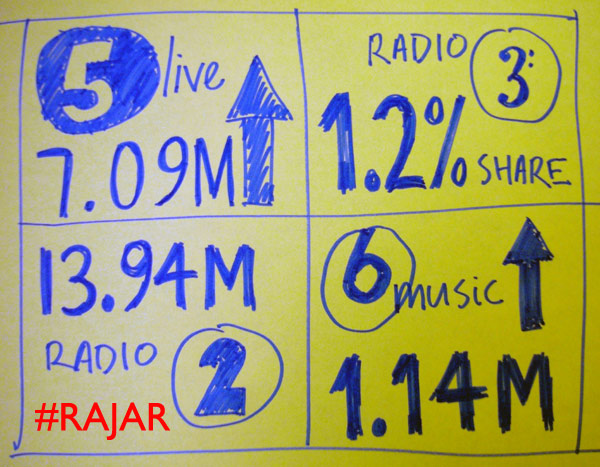 5 live
7.09M
RADIO 3
1.2%
SHARE
13.94M
RADIO 2
6 music
1.14M
#RAJAR